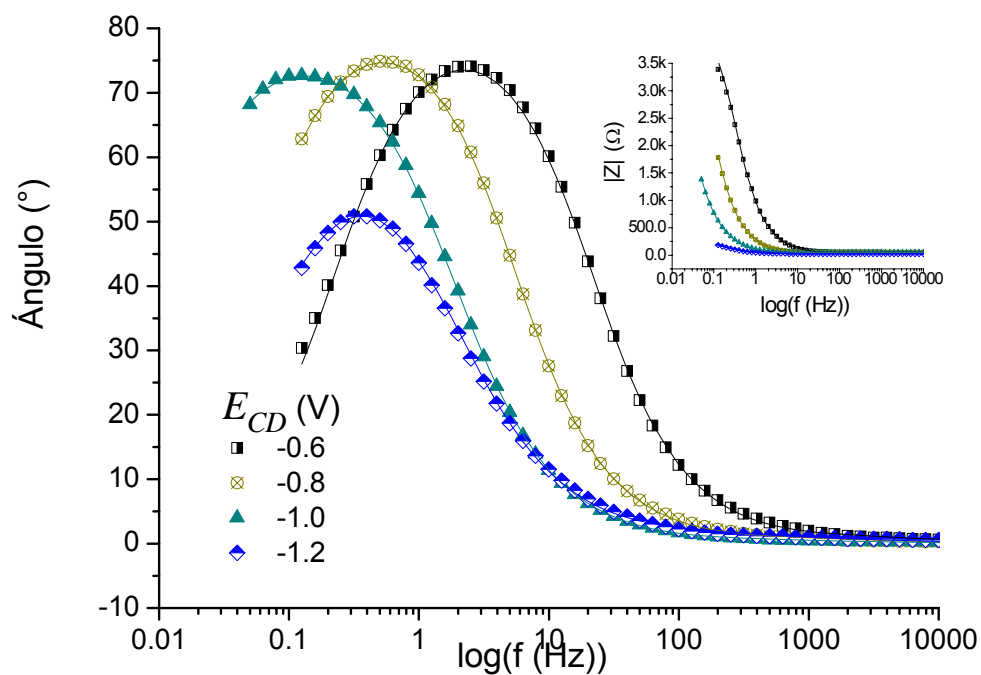 80
70
60
50
40
30
20
10
0
-10
Ángulo (°)
0.01 0.1 1 10 100 1000 10000
log(f (Hz))
E_CD (V)
-0.6
-0.8
-1.0
-1.2
3.5k
3.0k
2.5k
2.0k
1.5k
1.0k
500.0
0.0
|Z| (Ω)
0.01 0.1 1 10 100 1000 10000
log(f (Hz))